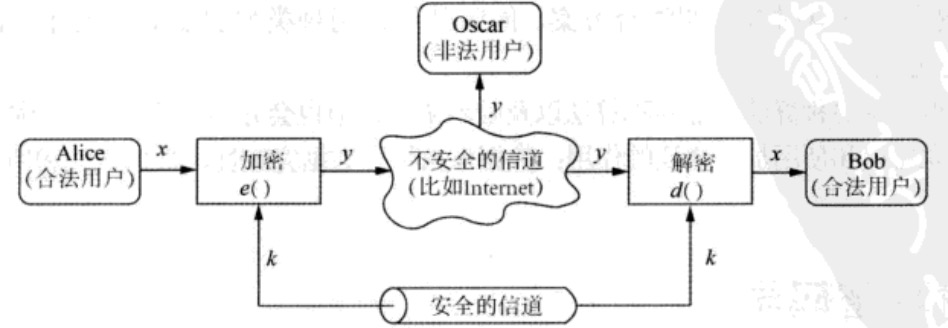 Oscar
(非法用户)
y
Alice
(合法用户)
x
加密
e()
y
不安全的信道
(比如Internet)
y
解密
d()
x
Bob
(合法用户)
k
k
安全的信道